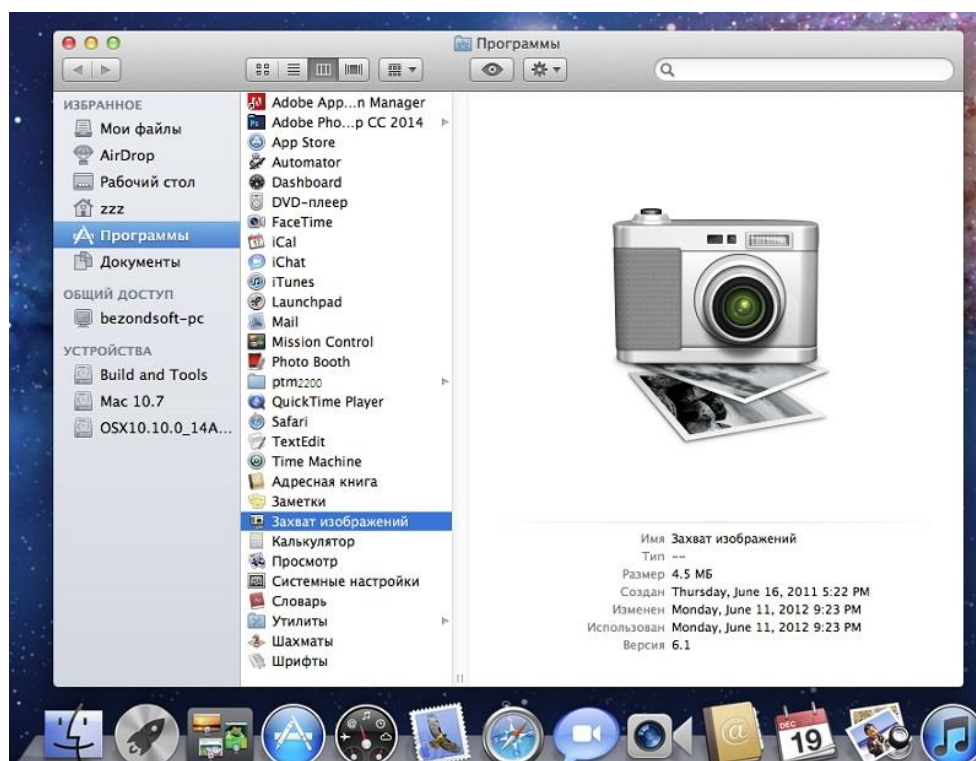 Программы
ИЗБРАННОЕ
Мои файлы
AirDrop
Рабочий стол
zzz
Программы
Документы
ОБЩИЙ ДОСТУП
bezondsoft-pc
УСТРОЙСТВА
Build and Tools
Mac 10.7
OSX10.10.0_14A...
Adobe App...n Manager
Adobe Pho...p CC 2014
App Store
Automator
Dashboard
DVD-плеер
FaceTime
iCal
iChat
iTunes
Launchpad
Mail
Mission Control
Photo Booth
ptm2200
QuickTime Player
Safari
TextEdit
Time Machine
Адресная книга
Заметки
Захват изображений
Калькулятор
Просмотр
Системные настройки
Словарь
Утилиты
Шахматы
Шрифты
Имя Захват изображений
Тип --
Размер 4.5 МБ
Создан Thursday, June 16, 2011 5:22 PM
Изменен Monday, June 11, 2012 9:23 PM
Использован Monday, June 11, 2012 9:23 PM
Версия 6.1
@
DEC
19